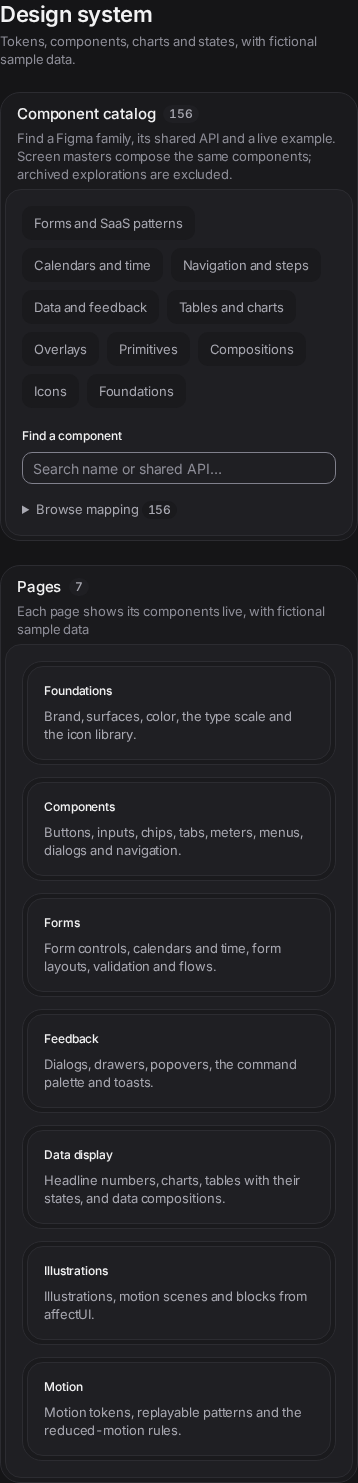 Design system
Tokens, components, charts and states, with fictional
sample data.
Component catalog 156
Find a Figma family, its shared API and a live example.
Screen masters compose the same components;
archived explorations are excluded.
Forms and SaaS patterns
Calendars and time Navigation and steps
Data and feedback Tables and charts
Overlays Primitives Compositions
Icons Foundations
Find a component
Search name or shared API...
Browse mapping 156
Pages 7
Each page shows its components live, with fictional
sample data
Foundations
Brand, surfaces, color, the type scale and
the icon library.
Components
Buttons, inputs, chips, tabs, meters, menus,
dialogs and navigation.
Forms
Form controls, calendars and time, form
layouts, validation and flows.
Feedback
Dialogs, drawers, popovers, the command
palette and toasts.
Data display
Headline numbers, charts, tables with their
states, and data compositions.
Illustrations
Illustrations, motion scenes and blocks from
affectUI.
Motion
Motion tokens, replayable patterns and the
reduced-motion rules.